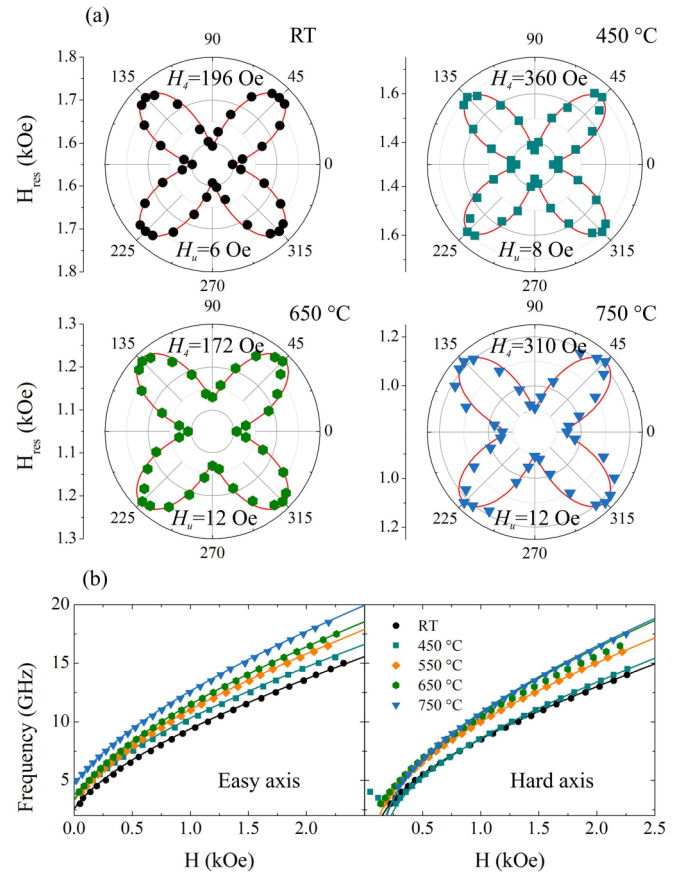 (a)
RT
450 °C
90
135
45
H4=196 Oe
0
Hu=6 Oe
225
315
270
1.8
1.7
1.7
1.6
1.6
1.7
1.7
1.8
Hres (kOe)
90
135
45
H4=360 Oe
0
Hu=8 Oe
225
315
270
1.6
1.4
1.4
1.6
650 °C
750 °C
90
135
45
H4=172 Oe
0
Hu=12 Oe
225
315
270
1.3
1.2
1.1
1.1
1.2
1.3
Hres (kOe)
90
135
45
H4=310 Oe
0
Hu=12 Oe
225
315
270
1.2
1.0
1.0
1.2
(b)
20
15
10
5
Frequency (GHz)
Easy axis
0.0 0.5 1.0 1.5 2.0
H (kOe)
RT
450 °C
550 °C
650 °C
750 °C
Hard axis
0.5 1.0 1.5 2.0 2.5
H (kOe)